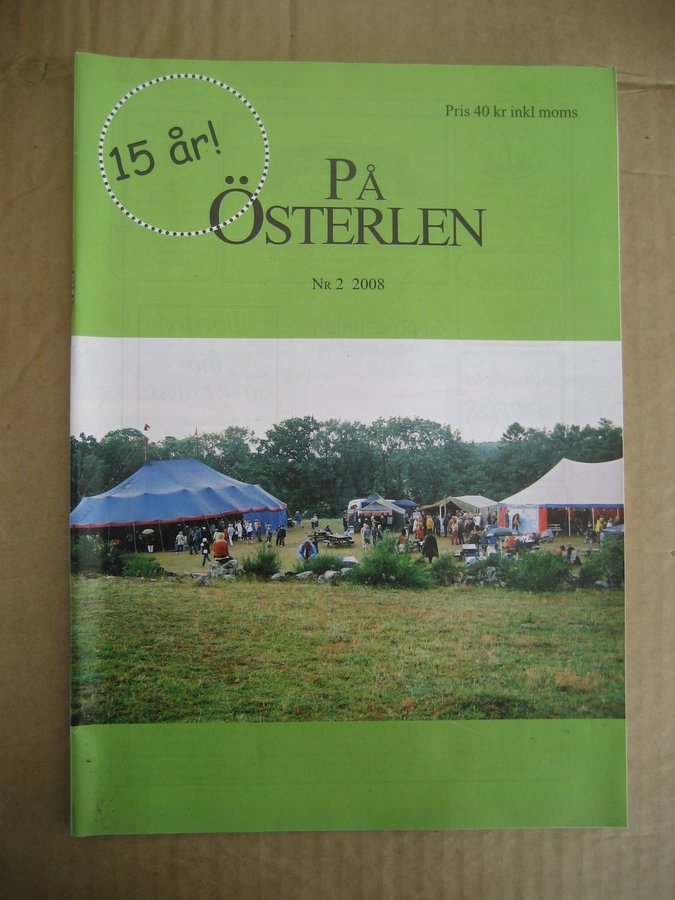 15 år!
Pris 40 kr inkl moms
På
Österlen
Nr 2 2008